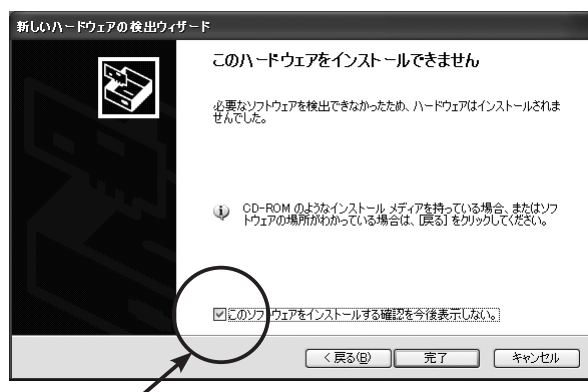 新しいハードウェアの検出ウィザード
このハードウェアをインストールできません
必要なソフトウェアを検出できなかったため、ハードウェアはインストールされま
せんでした。
CD-ROM のようなインストール メディアを持っている場合、またはソフ
トウェアの場所がわかっている場合は、[戻る] をクリックしてください。
このソフトウェアをインストールする確認を今後表示しない。
< 戻る(B)
完了
キャンセル